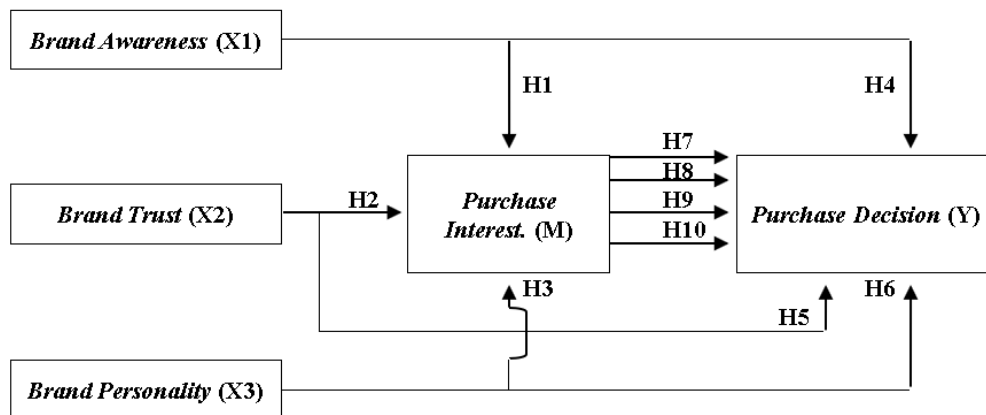 Brand Awareness (X1)
H1
H4
H7
H8
H2
Purchase
Interest. (M)
H9
Brand Trust (X2)
Purchase Decision (Y)
H10
H3
H6
H5
Brand Personality (X3)